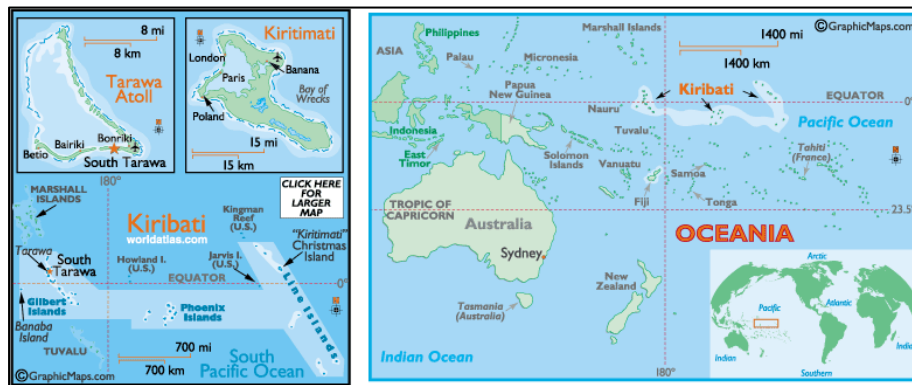 8 mi
8 km
Tarawa
Atoll
Bairiki
Bonriki
Betio
South Tarawa
Kiritimati
London
Banana
Paris
Bay of
Wrecks
Poland
15 mi
15 km
180°
MARSHALL
ISLANDS
CLICK HERE
FOR
LARGER
MAP
Kiribati
worldatlas.com
Kingman
Reef
(U.S.)
"Kiritimati"
Christmas
Island
Tarawa
South
Tarawa
Howland I.
(U.S.)
Jarvis I.
(U.S.)
EQUATOR
0°
Gilbert
Islands
Phoenix
Islands
Line Islands
Banaba
Island
TUVALU
700 mi
700 km
South
Pacific Ocean
©GraphicMaps.com
Philippines
Marshall Islands
©GraphicMaps.com
1400 mi
1400 km
ASIA
Palau
Micronesia
Papua
New Guinea
Kiribati
Nauru
EQUATOR
0°
Pacific Ocean
Indonesia
Tuvalu
East
Timor
Solomon
Islands
Vanuatu
Samoa
Tahiti
(France)
Fiji
Tonga
TROPIC OF
CAPRICORN
23.5°
Australia
OCEANIA
Sydney
New
Zealand
Tasmania
(Australia)
Indian Ocean
180°
Arctic
Pacific
Atlantic
Indian
Southern